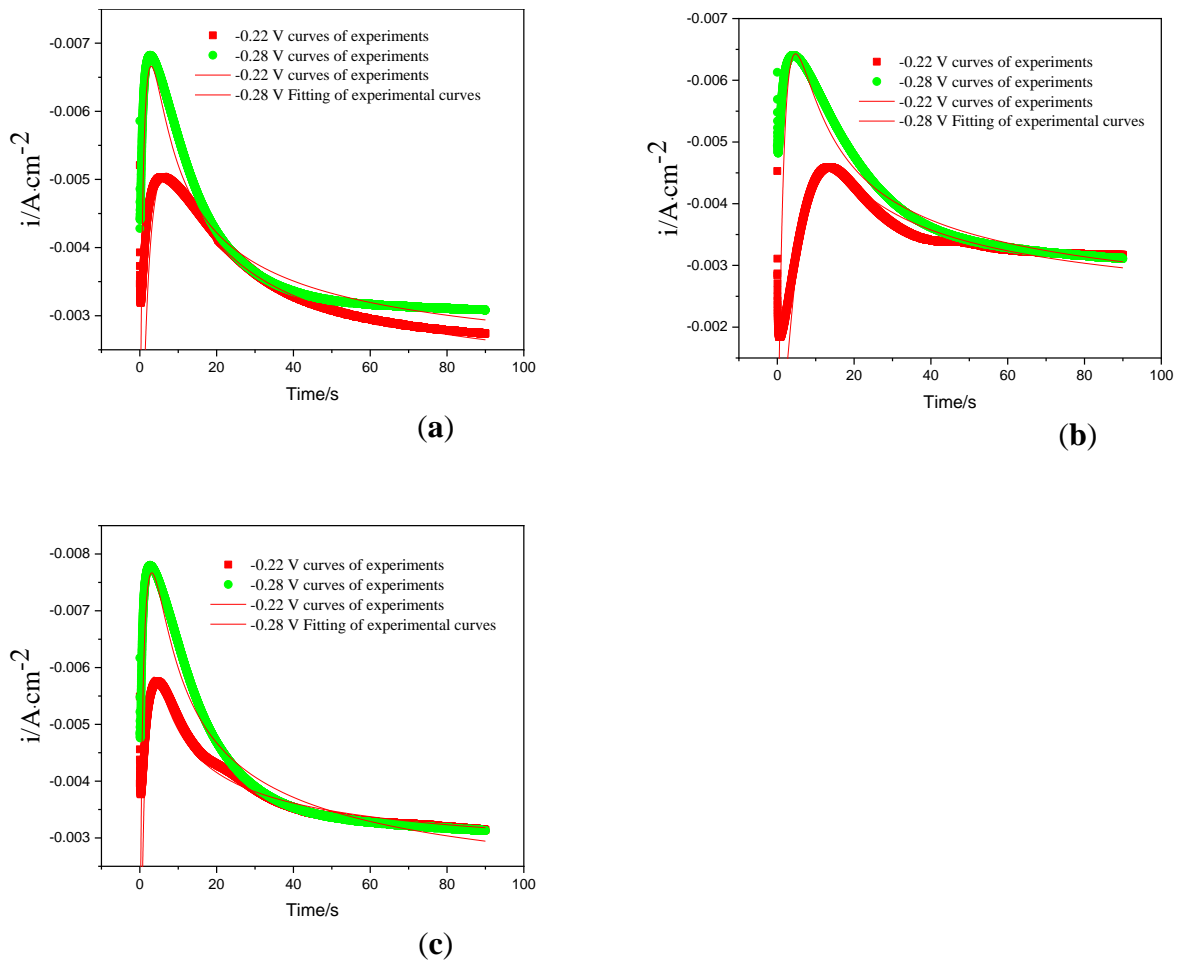 -0.007
-0.006
-0.005
-0.004
-0.003
i/A·cm-2
-0.22 V curves of experiments
-0.28 V curves of experiments
-0.22 V curves of experiments
-0.28 V Fitting of experimental curves
0 20 40 60 80 100
Time/s
(a)
-0.007
-0.006
-0.005
-0.004
-0.003
-0.002
i/A·cm-2
-0.22 V curves of experiments
-0.28 V curves of experiments
-0.22 V curves of experiments
-0.28 V Fitting of experimental curves
0 20 40 60 80 100
Time/s
(b)
-0.008
-0.007
-0.006
-0.005
-0.004
-0.003
i/A·cm-2
-0.22 V curves of experiments
-0.28 V curves of experiments
-0.22 V curves of experiments
-0.28 V Fitting of experimental curves
0 20 40 60 80 100
Time/s
(c)